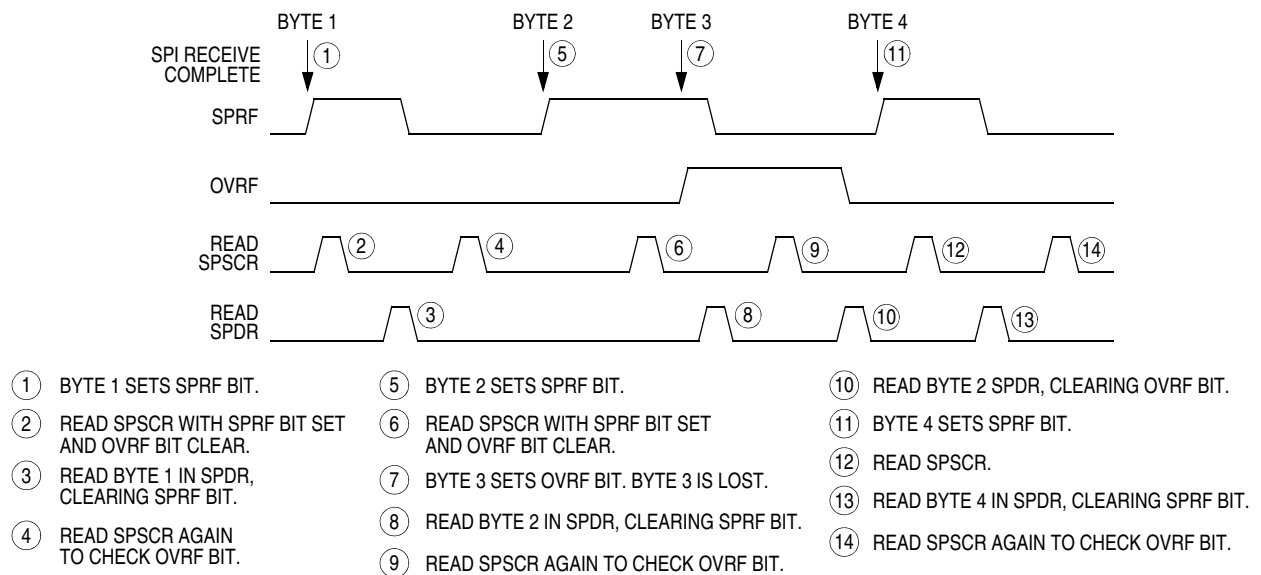 BYTE 1 BYTE 2 BYTE 3 BYTE 4
SPI RECEIVE
COMPLETE
1 5 7 11
SPRF
OVRF
READ
SPSCR
2 4 6 9 12 14
READ
SPDR
3 8 10 13
1 BYTE 1 SETS SPRF BIT.
2 READ SPSCR WITH SPRF BIT SET
AND OVRF BIT CLEAR.
3 READ BYTE 1 IN SPDR,
CLEARING SPRF BIT.
4 READ SPSCR AGAIN
TO CHECK OVRF BIT.
5 BYTE 2 SETS SPRF BIT.
6 READ SPSCR WITH SPRF BIT SET
AND OVRF BIT CLEAR.
7 BYTE 3 SETS OVRF BIT. BYTE 3 IS LOST.
8 READ BYTE 2 IN SPDR, CLEARING SPRF BIT.
9 READ SPSCR AGAIN TO CHECK OVRF BIT.
10 READ BYTE 2 SPDR, CLEARING OVRF BIT.
11 BYTE 4 SETS SPRF BIT.
12 READ SPSCR.
13 READ BYTE 4 IN SPDR, CLEARING SPRF BIT.
14 READ SPSCR AGAIN TO CHECK OVRF BIT.